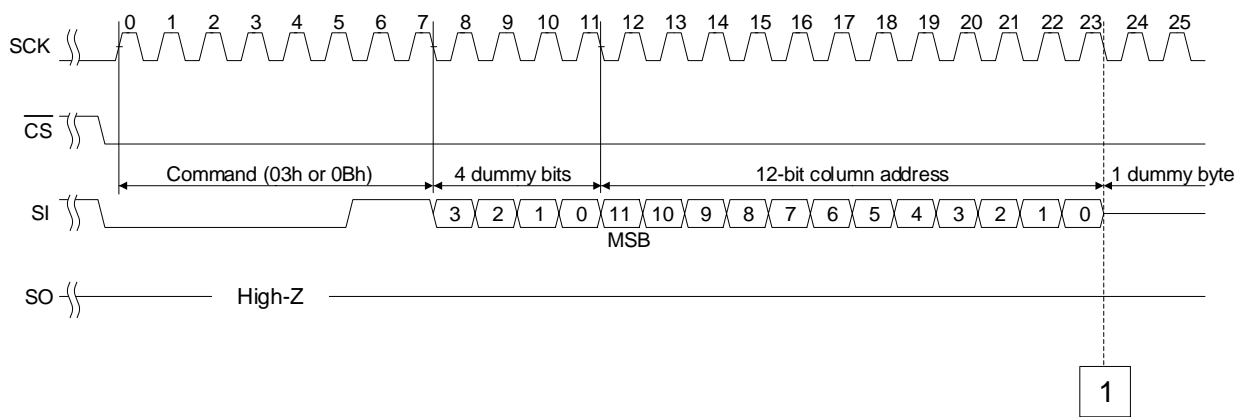 0 1 2 3 4 5 6 7 8 9 10 11 12 13 14 15 16 17 18 19 20 21 22 23 24 25
SCK
CS
Command (03h or 0Bh) 4 dummy bits 12-bit column address 1 dummy byte
SI 3 2 1 0 11 10 9 8 7 6 5 4 3 2 1 0
MSB
SO High-Z
1